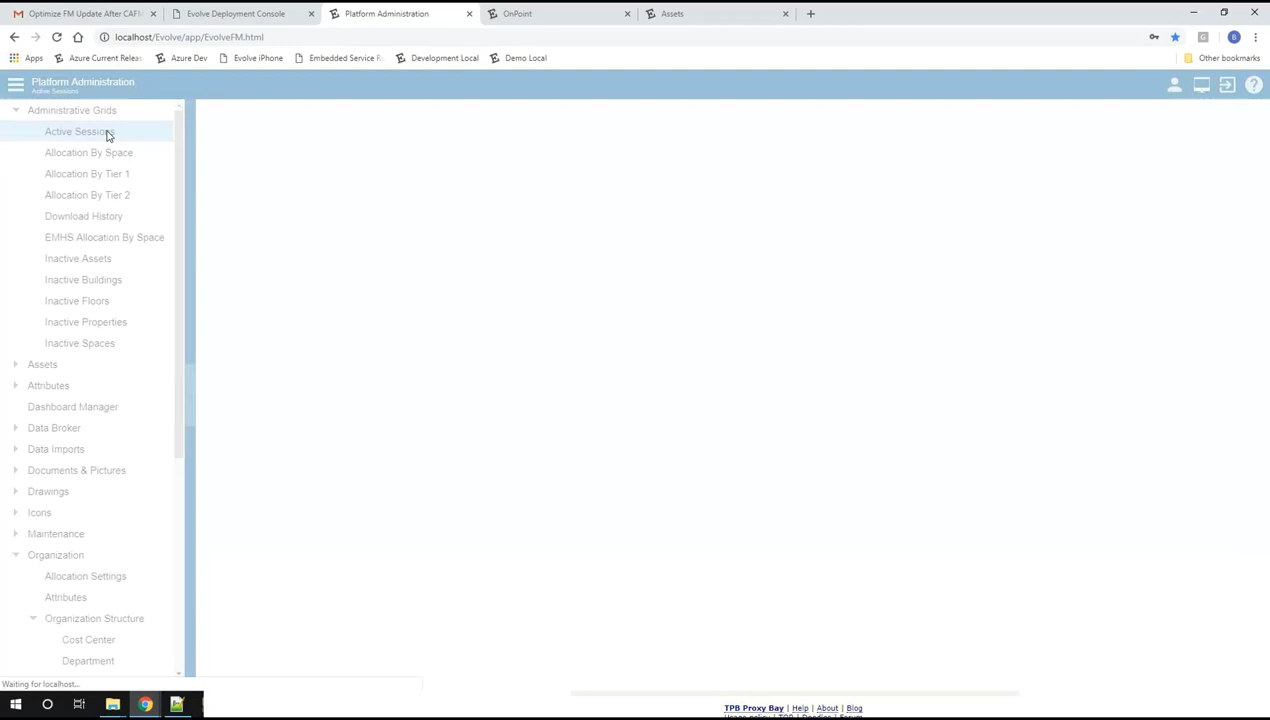 Optimize FM Update After CAFM
Evolve Deployment Console
Platform Administration
OnPoint
Assets
localhost/Evolve/app/EvolveFM.html
Apps
Azure Current Releas
Azure Dev
Evolve iPhone
Embedded Service R
Development Local
Demo Local
Other bookmarks
Platform Administration
Active Sessions
Administrative Grids
Active Sessions
Allocation By Space
Allocation By Tier 1
Allocation By Tier 2
Download History
EMHS Allocation By Space
Inactive Assets
Inactive Buildings
Inactive Floors
Inactive Properties
Inactive Spaces
Assets
Attributes
Dashboard Manager
Data Broker
Data Imports
Documents & Pictures
Drawings
Icons
Maintenance
Organization
Allocation Settings
Attributes
Organization Structure
Cost Center
Department
Waiting for localhost...
TPB Proxy Bay | Help | About | Blog